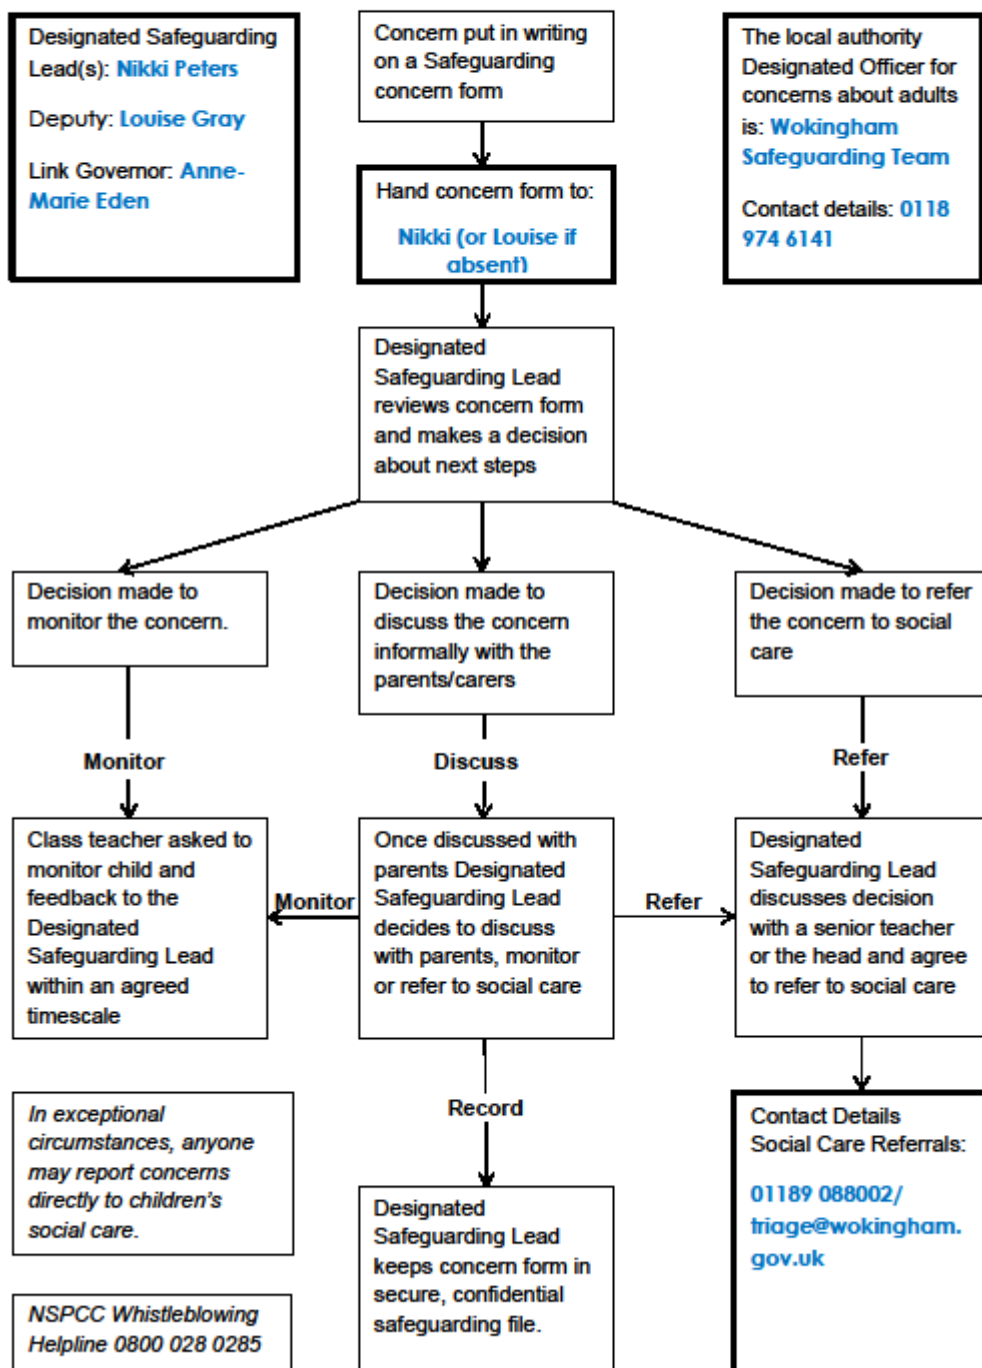 Designated Safeguarding
Lead(s): Nikki Peters
Deputy: Louise Gray
Link Governor: Anne-
Marie Eden
Concern put in writing
on a Safeguarding
concern form
The local authority
Designated Officer for
concerns about adults
is: Wokingham
Safeguarding Team
Contact details: 0118
974 6141
Hand concern form to:
Nikki (or Louise if
absent)
Designated
Safeguarding Lead
reviews concern form
and makes a decision
about next steps
Decision made to
monitor the concern.
Decision made to
discuss the concern
informally with the
parents/carers
Decision made to refer
the concern to social
care
Monitor
Discuss
Refer
Class teacher asked to
monitor child and
feedback to the
Designated
Safeguarding Lead
within an agreed
timescale
Monitor
Once discussed with
parents Designated
Safeguarding Lead
decides to discuss
with parents, monitor
or refer to social care
Refer
Designated
Safeguarding Lead
discusses decision
with a senior teacher
or the head and agree
to refer to social care
In exceptional
circumstances, anyone
may report concerns
directly to children's
social care.
Record
Contact Details
Social Care Referrals:
01189 088002/
triage@wokingham.
gov.uk
Designated
Safeguarding Lead
keeps concern form in
secure, confidential
safeguarding file.
NSPCC Whistleblowing
Helpline 0800 028 0285